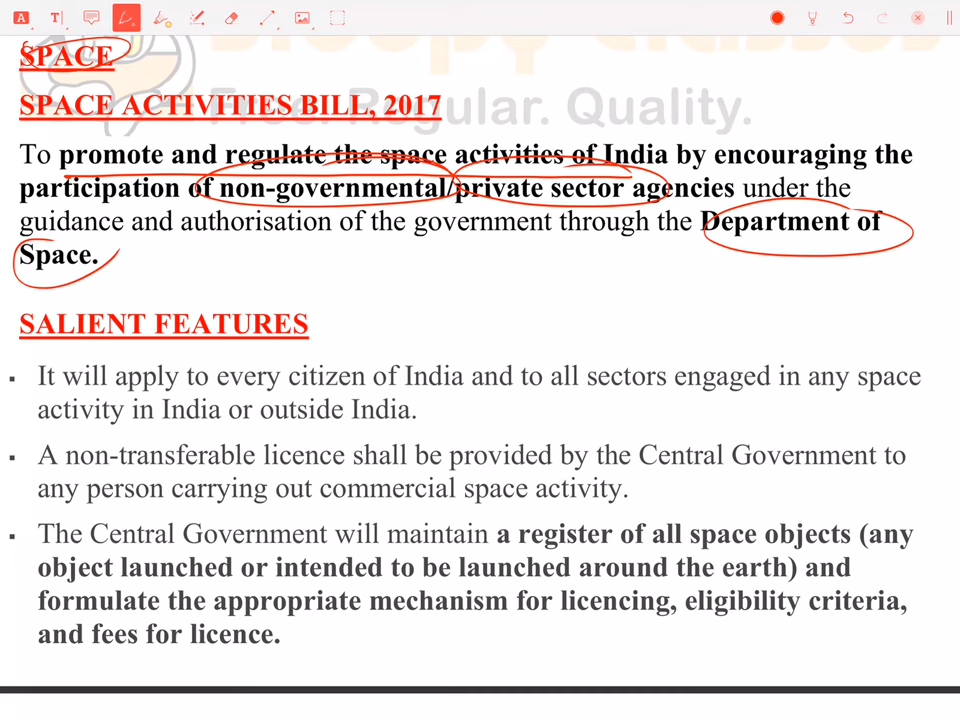 SPACE
SPACE ACTIVITIES BILL, 2017
Free. Regular. Quality.
To promote and regulate the space activities of India by encouraging the
participation of non-governmental/private sector agencies under the
guidance and authorisation of the government through the Department of
Space.
SALIENT FEATURES
▪ It will apply to every citizen of India and to all sectors engaged in any space
activity in India or outside India.
▪ A non-transferable licence shall be provided by the Central Government to
any person carrying out commercial space activity.
▪ The Central Government will maintain a register of all space objects (any
object launched or intended to be launched around the earth) and
formulate the appropriate mechanism for licencing, eligibility criteria,
and fees for licence.